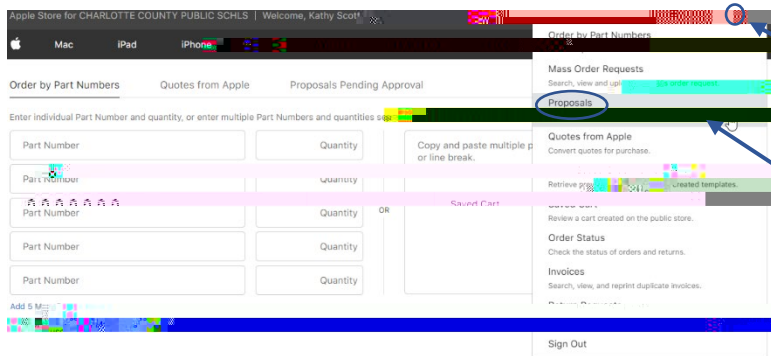 Apple Store for CHARLOTTE COUNTY PUBLIC SCHLS | Welcome, Kathy Scott
Mac iPad iPhone
Order by Part Numbers Quotes from Apple Proposals Pending Approval
Enter individual Part Number and quantity, or enter multiple Part Numbers and quantities
Part Number Quantity
Part Number Quantity
Part Number Quantity
Part Number Quantity
Part Number Quantity
Add 5
OR
Copy and paste multiple
or line break.
Saved Cart
Order by Part Numbers
Mass Order Requests
Search, view and
order request.
Proposals
Quotes from Apple
Convert quotes for purchase.
Retrieve created templates.
Saved Cart
Review a cart created on the public store.
Order Status
Check the status of orders and returns.
Invoices
Search, view, and reprint duplicate invoices.
Return Requests
Sign Out